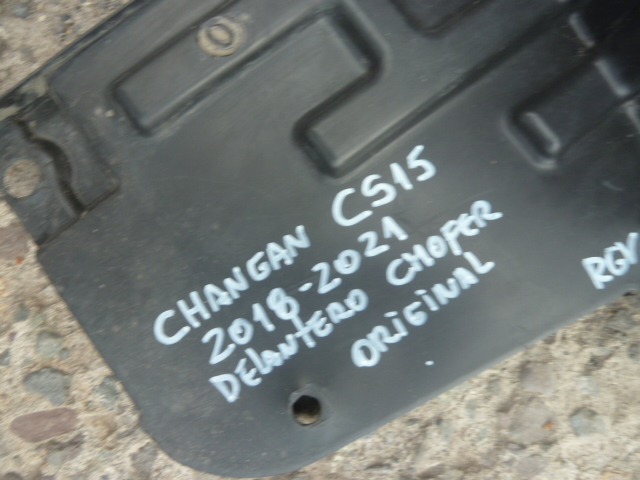 CHANGAN CS15
2018-2021
DELANTERO CHOFER
ORIGINAL
RGV